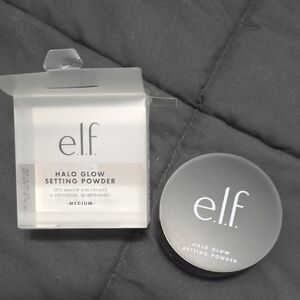 e.l.f
HALO GLOW
SETTING POWDER
SETS MAKEUP AND CREATES
A SOFT-FOCUS, BLURRED FINISH
-MEDIUM-
e.l.f
HALO GLOW
SETTING POWDER